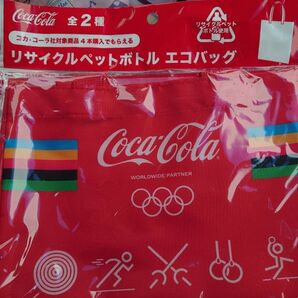 Coca-Cola 全2種
コカ・コーラ社対象商品4本購入でもらえる
リサイクルペットボトル エコバッグ
リサイクルペット
ボトル使用
Coca-Cola
WORLDWIDE PARTNER